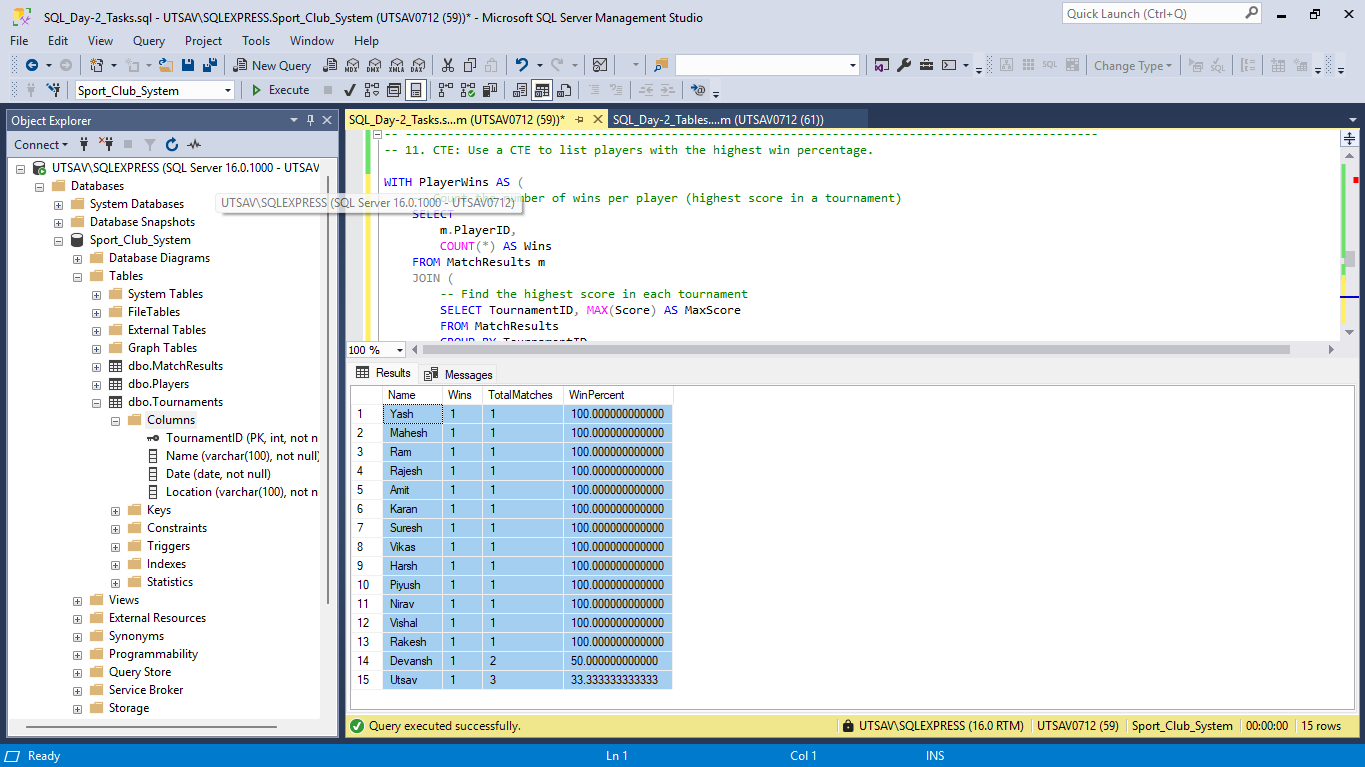 SQL_Day-2_Tasks.sql - UTSAV\SQLEXPRESS.Sport_Club_System (UTSAV0712 (59))* - Microsoft SQL Server Management Studio
Quick Launch (Ctrl+Q)
File Edit View Query Project Tools Window Help
New Query MDX DMX XMLA DAX
Change Type
Sport_Club_System
Execute
Object Explorer
Connect
UTSAV\SQLEXPRESS (SQL Server 16.0.1000 - UTSAV
Databases
System Databases
UTSAV\SQLEXPRESS (SQL Server 16.0.1000 - UTSAV0712)
Database Snapshots
Sport_Club_System
Database Diagrams
Tables
System Tables
FileTables
External Tables
Graph Tables
dbo.MatchResults
dbo.Players
dbo.Tournaments
Columns
TournamentID (PK, int, not n
Name (varchar(100), not null)
Date (date, not null)
Location (varchar(100), not n
Keys
Constraints
Triggers
Indexes
Statistics
Views
External Resources
Synonyms
Programmability
Query Store
Service Broker
Storage
SQL_Day-2_Tasks.s...m (UTSAV0712 (59))*
SQL_Day-2_Tables....m (UTSAV0712 (61))
-- 11. CTE: Use a CTE to list players with the highest win percentage.
WITH PlayerWins AS (
number of wins per player (highest score in a tournament)
SELECT
m.PlayerID,
COUNT(*) AS Wins
FROM MatchResults m
JOIN (
-- Find the highest score in each tournament
SELECT TournamentID, MAX(Score) AS MaxScore
FROM MatchResults
GROUP BY TournamentID
100 %
Results Messages
Name Wins TotalMatches WinPercent
1 Yash 1 1 100.000000000000
2 Mahesh 1 1 100.000000000000
3 Ram 1 1 100.000000000000
4 Rajesh 1 1 100.000000000000
5 Amit 1 1 100.000000000000
6 Karan 1 1 100.000000000000
7 Suresh 1 1 100.000000000000
8 Vikas 1 1 100.000000000000
9 Harsh 1 1 100.000000000000
10 Piyush 1 1 100.000000000000
11 Nirav 1 1 100.000000000000
12 Vishal 1 1 100.000000000000
13 Rakesh 1 1 100.000000000000
14 Devansh 1 2 50.000000000000
15 Utsav 1 3 33.333333333333
Query executed successfully.
UTSAV\SQLEXPRESS (16.0 RTM) UTSAV0712 (59) Sport_Club_System 00:00:00 15 rows
Ready Ln 1 Col 1 INS